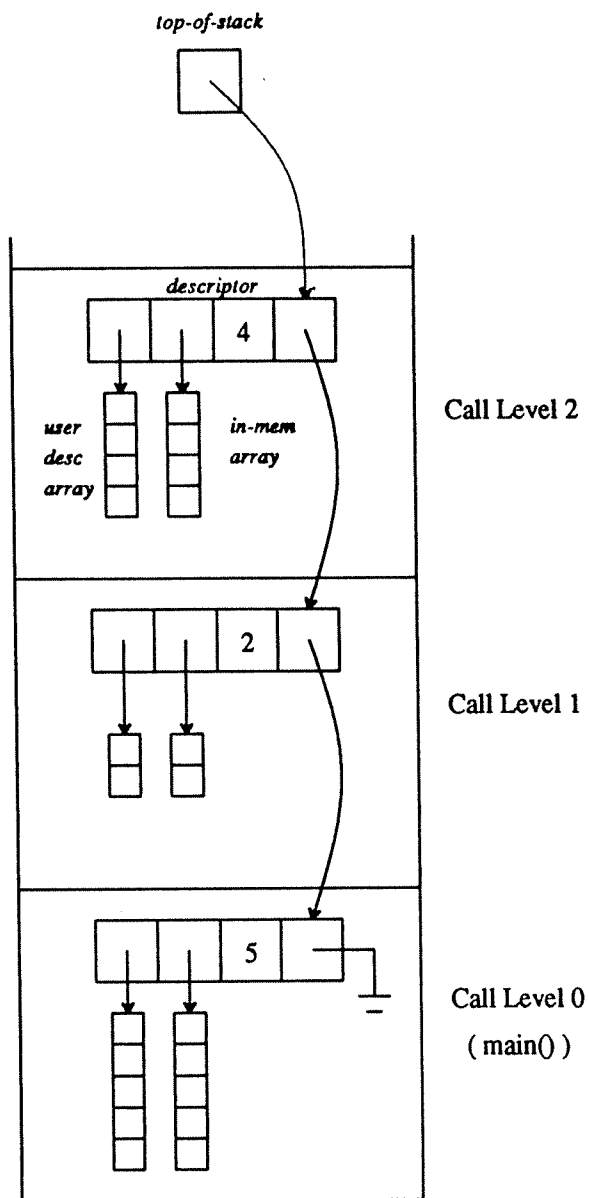 top-of-stack
descriptor
4
user
desc
array
in-mem
array
Call Level 2
2
Call Level 1
5
Call Level 0
( main() )